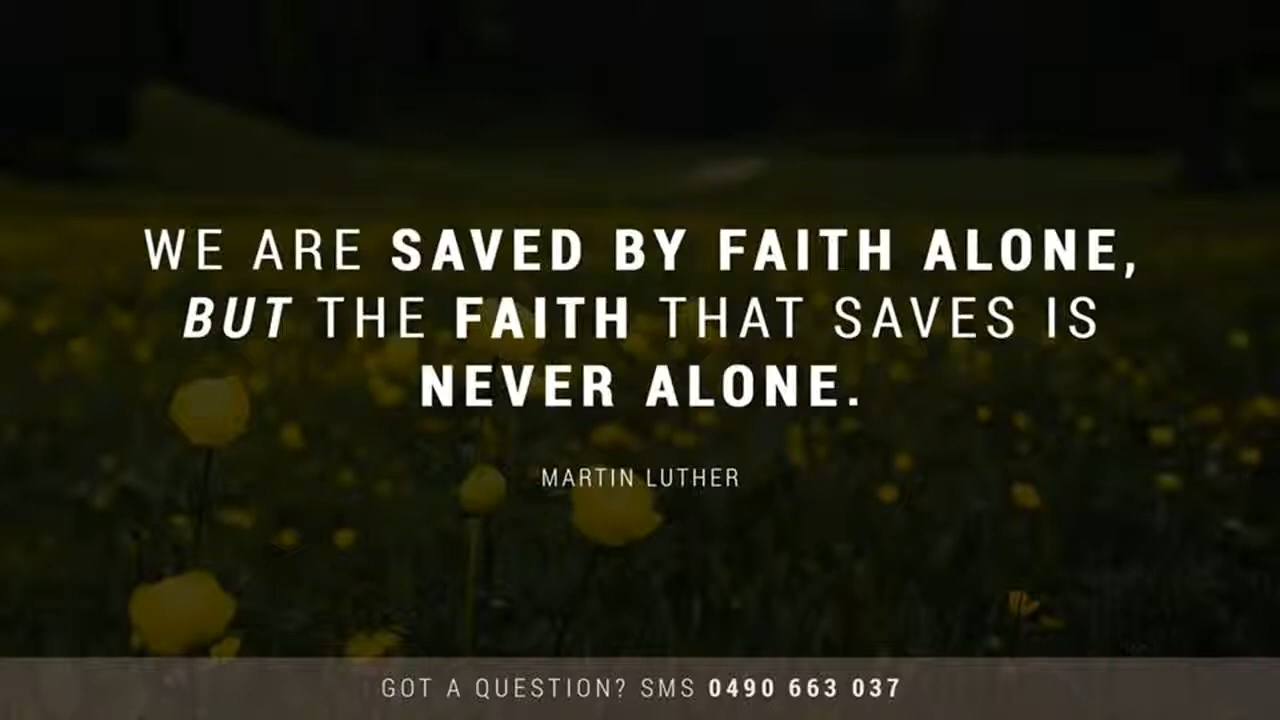 WE ARE SAVED BY FAITH ALONE,
BUT THE FAITH THAT SAVES IS
NEVER ALONE.
MARTIN LUTHER
GOT A QUESTION? SMS 0490 663 037